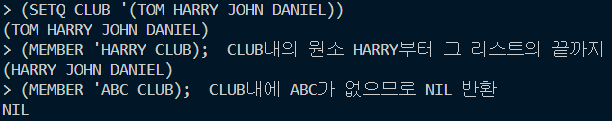 > (SETQ CLUB '(TOM HARRY JOHN DANIEL))
(TOM HARRY JOHN DANIEL)
> (MEMBER 'HARRY CLUB);  CLUB내의 원소 HARRY부터 그 리스트의 끝까지
(HARRY JOHN DANIEL)
> (MEMBER 'ABC CLUB);  CLUB내에 ABC가 없으므로 NIL 반환
NIL